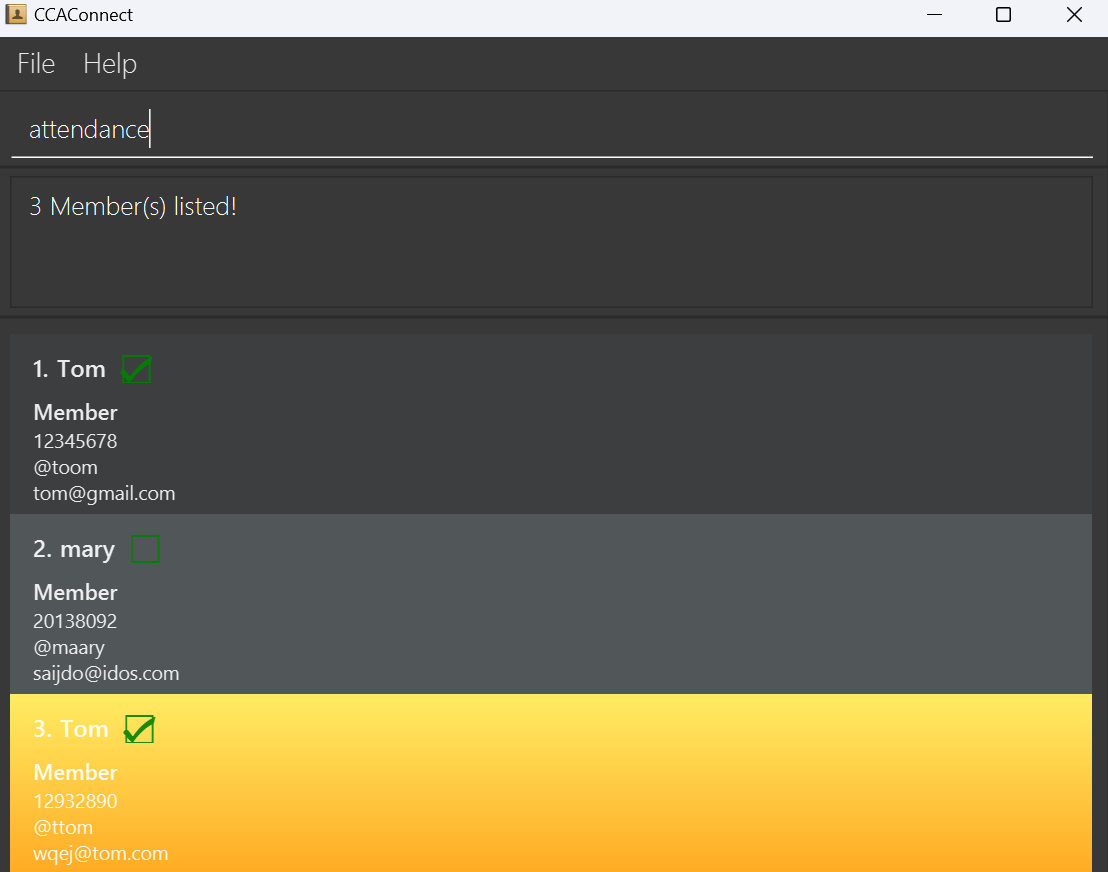 CCAConnect
File Help
attendance
3 Member(s) listed!
1. Tom
Member
12345678
@toom
tom@gmail.com
2. mary
Member
20138092
@maary
saijdo@idos.com
3. Tom
Member
12932890
@ttom
wqej@tom.com